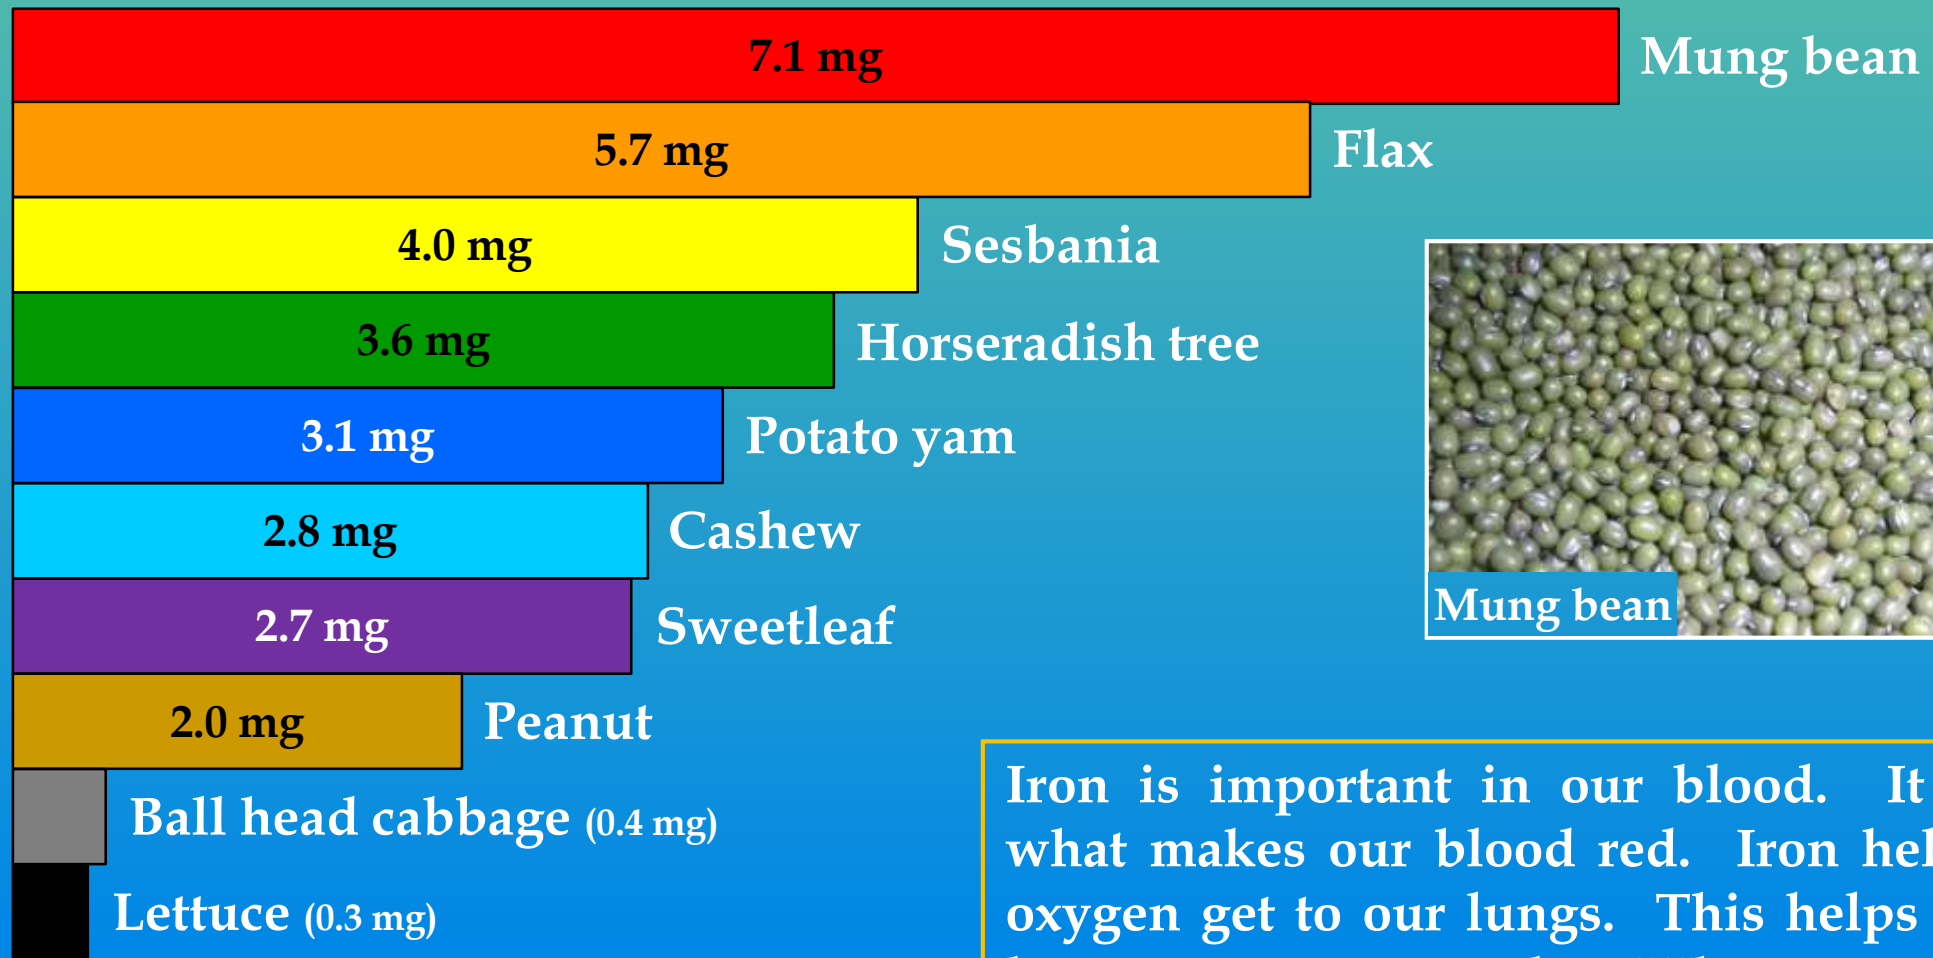 7.1 mg Mung bean
5.7 mg Flax
4.0 mg Sesbania
3.6 mg Horseradish tree
3.1 mg Potato yam
2.8 mg Cashew
2.7 mg Sweetleaf
2.0 mg Peanut
Ball head cabbage (0.4 mg)
Lettuce (0.3 mg)
Mung bean
Iron is important in our blood. It
what makes our blood red. Iron hel
oxygen get to our lungs. This helps